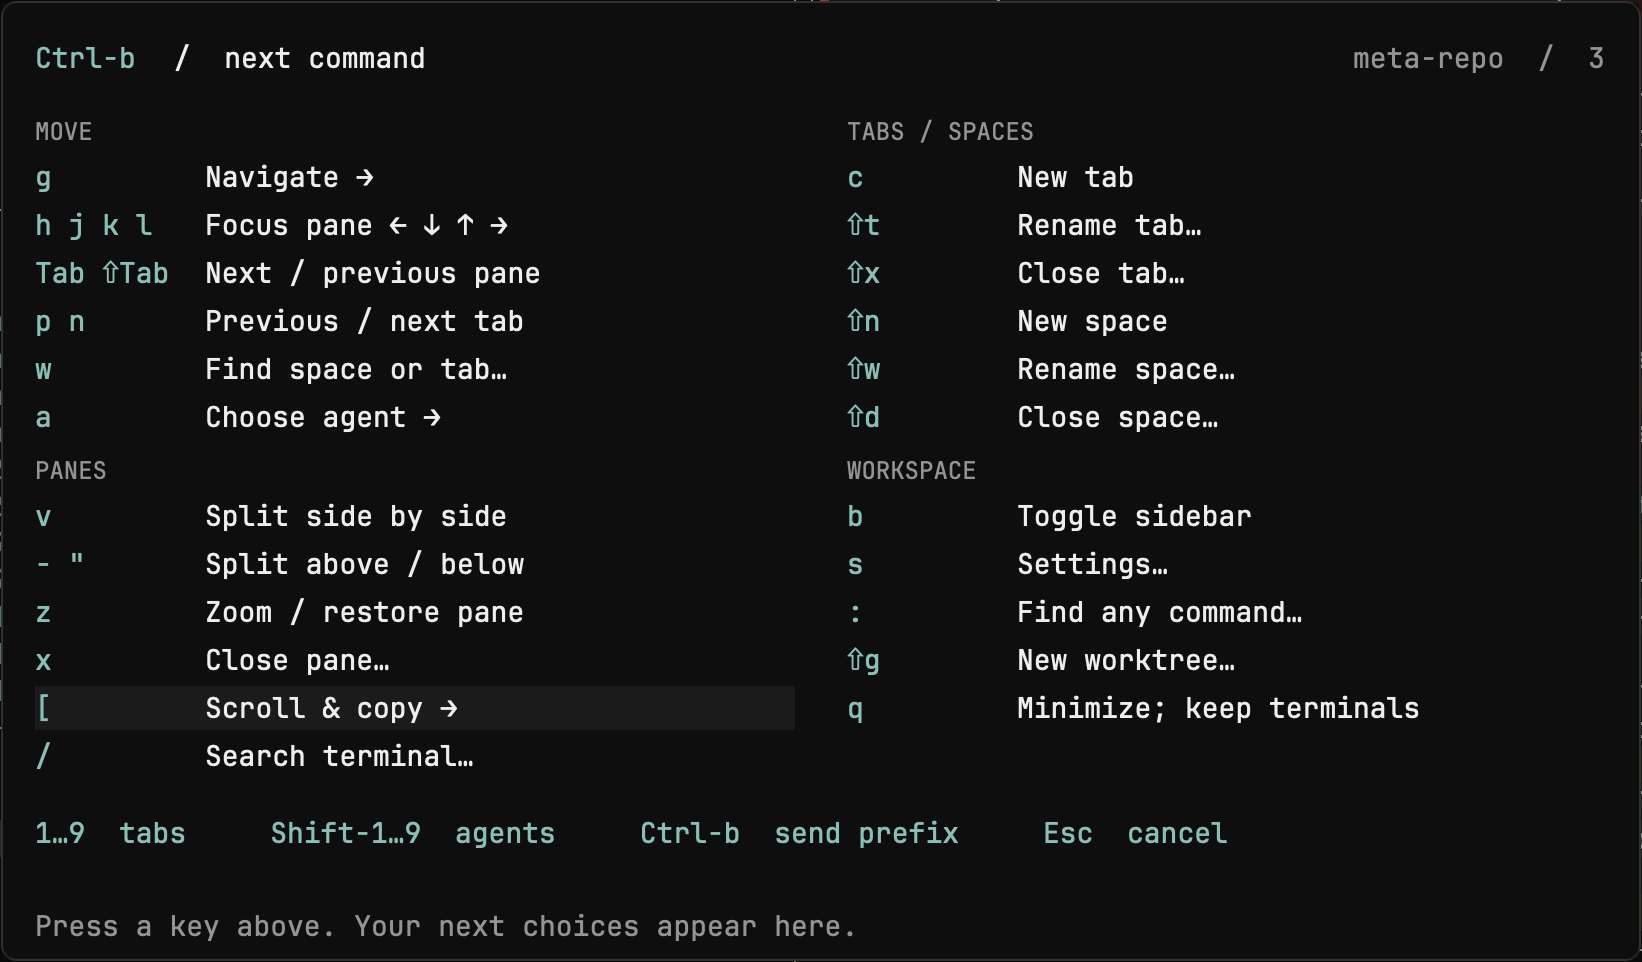 Ctrl-b / next command
meta-repo / 3
MOVE
g Navigate →
h j k l Focus pane ← ↓ ↑ →
Tab ⇧Tab Next / previous pane
p n Previous / next tab
w Find space or tab…
a Choose agent →
PANES
v Split side by side
- " Split above / below
z Zoom / restore pane
x Close pane…
[ Scroll & copy →
/ Search terminal…
TABS / SPACES
c New tab
⇧t Rename tab…
⇧x Close tab…
⇧n New space
⇧w Rename space…
⇧d Close space…
WORKSPACE
b Toggle sidebar
s Settings…
: Find any command…
⇧g New worktree…
q Minimize; keep terminals
1…9 tabs Shift-1…9 agents Ctrl-b send prefix Esc cancel
Press a key above. Your next choices appear here.